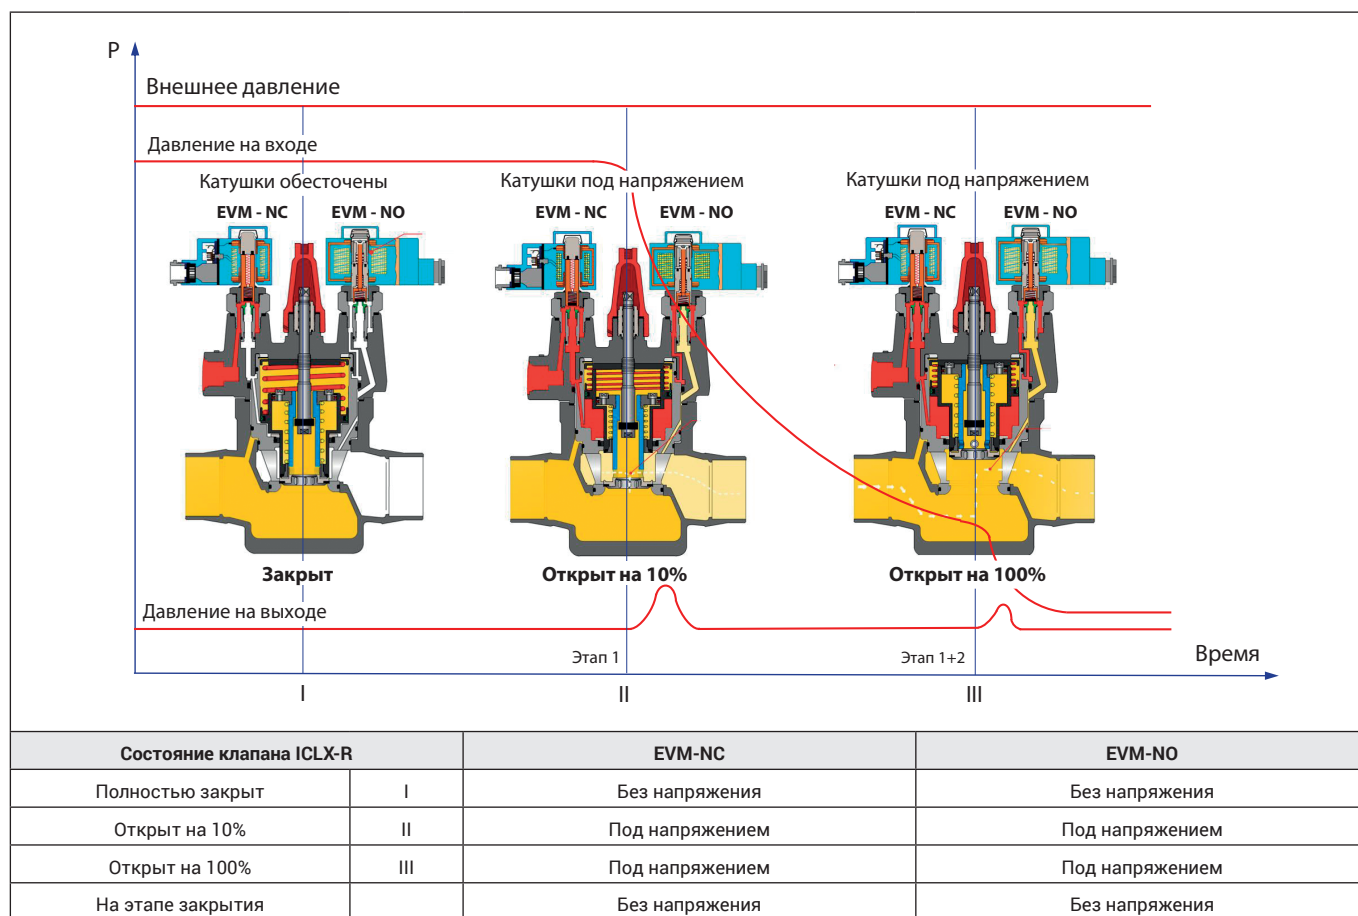 P
Внешнее давление
Давление на входе
Катушки обесточены
Катушки под напряжением
Катушки под напряжением
EVM - NC
EVM - NO
EVM - NC
EVM - NO
EVM - NC
EVM - NO
Закрыт
Открыт на 10%
Открыт на 100%
Давление на выходе
Этап 1
Этап 1+2
Время
I
II
III
Состояние клапана ICLX-R
EVM-NC
EVM-NO
Полностью закрыт
I
Без напряжения
Без напряжения
Открыт на 10%
II
Под напряжением
Под напряжением
Открыт на 100%
III
Под напряжением
Под напряжением
На этапе закрытия
Без напряжения
Без напряжения